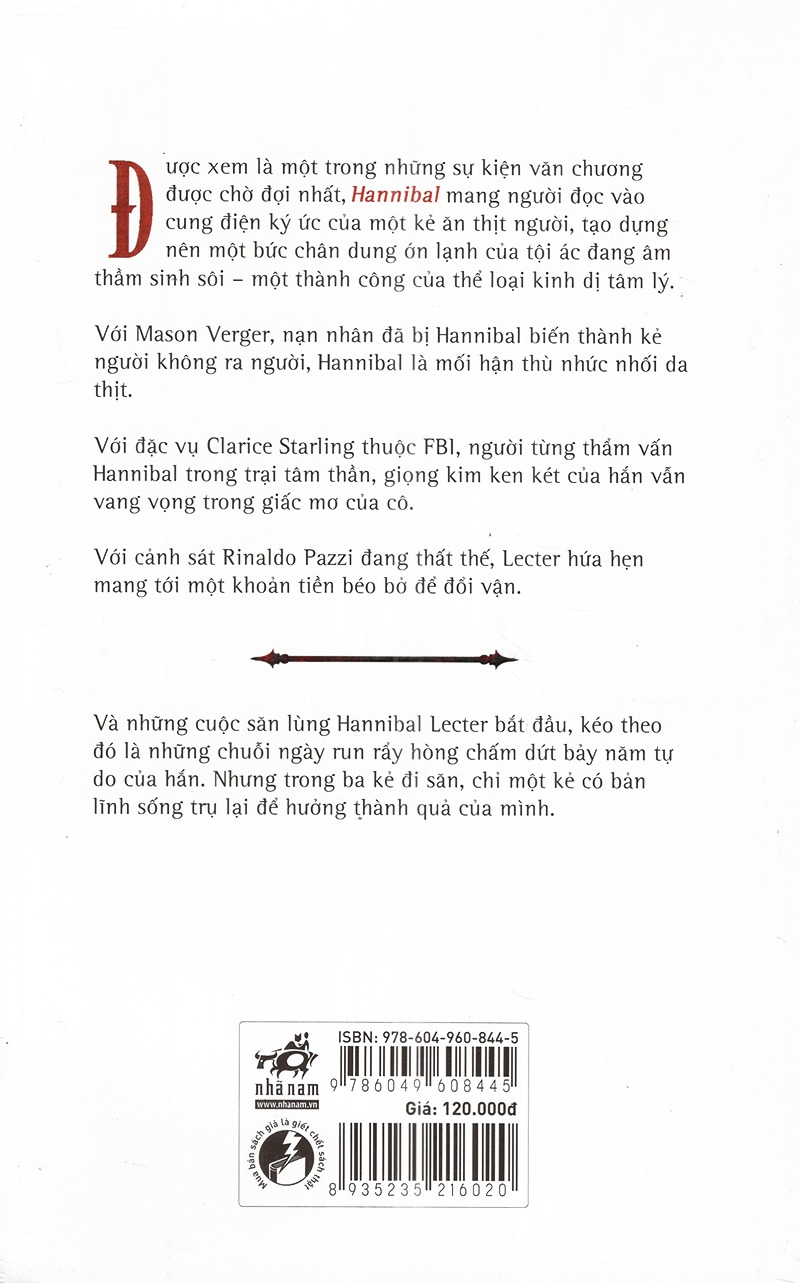 Được xem là một trong những sự kiện văn chương
được chờ đợi nhất, Hannibal mang người đọc vào
cung điện ký ức của một kẻ ăn thịt người, tạo dựng
nên một bức chân dung ớn lạnh của tội ác đang âm
thầm sinh sôi – một thành công của thể loại kinh dị tâm lý.
Với Mason Verger, nạn nhân đã bị Hannibal biến thành kẻ
người không ra người, Hannibal là mối hận thù nhức nhối da
thịt.
Với đặc vụ Clarice Starling thuộc FBI, người từng thẩm vấn
Hannibal trong trại tâm thần, giọng kim ken két của hắn vẫn
vang vọng trong giấc mơ của cô.
Với cảnh sát Rinaldo Pazzi đang thất thế, Lecter hứa hẹn
mang tới một khoản tiền béo bở để đổi vận.
Và những cuộc săn lùng Hannibal Lecter bắt đầu, kéo theo
đó là những chuỗi ngày run rẩy hòng chấm dứt bảy năm tự
do của hắn. Nhưng trong ba kẻ đi săn, chỉ một kẻ có bản
lĩnh sống trụ lại để hưởng thành quả của mình.
nhã nam
www.nhanam.vn
ISBN: 978-604-960-844-5
9 786049 608445
Giá: 120.000đ
Mua bán sách giả là giết chết sách thật
8 935235 216020